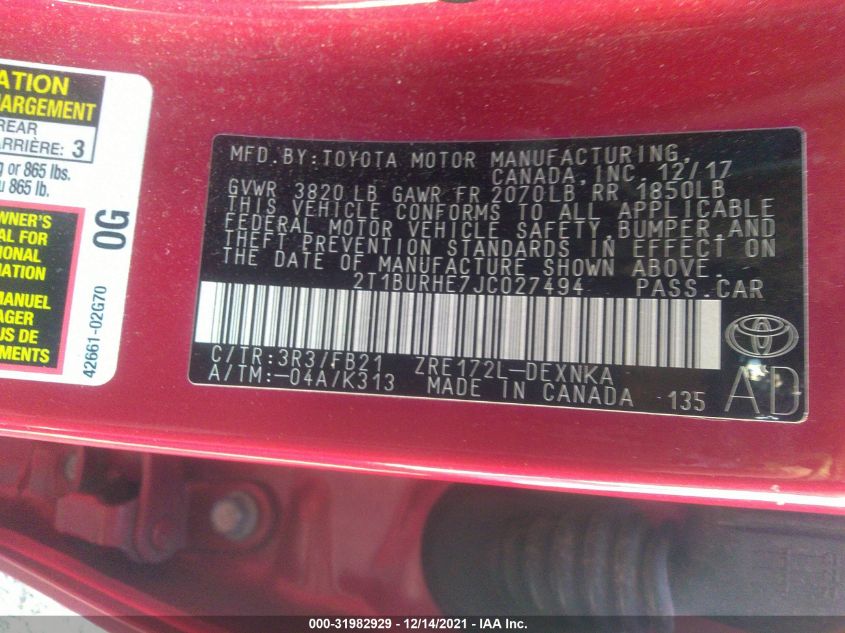 ATION
HARGEMENT
REAR
ARRIÈRE: 3
g or 865 lbs.
u 865 lb.
WNER'S
AL FOR
IONAL
MATION
MANUEL
AGER
US DE
MENTS
42661-02G70
0G
MFD. BY: TOYOTA MOTOR MANUFACTURING,
CANADA, INC. 12/17
GVWR 3820 LB GAWR FR 2070LB RR 1850LB
THIS VEHICLE CONFORMS TO ALL APPLICABLE
FEDERAL MOTOR VEHICLE SAFETY, BUMPER, AND
THEFT PREVENTION STANDARDS IN EFFECT ON
THE DATE OF MANUFACTURE SHOWN ABOVE.
2T1BURHE7JC027494 PASS. CAR
C/TR: 3R3/FB21 ZRE172L-DEXNKA
A/TM: -04A/K313 MADE IN CANADA 135
AD
000-31982929 - 12/14/2021 - IAA Inc.